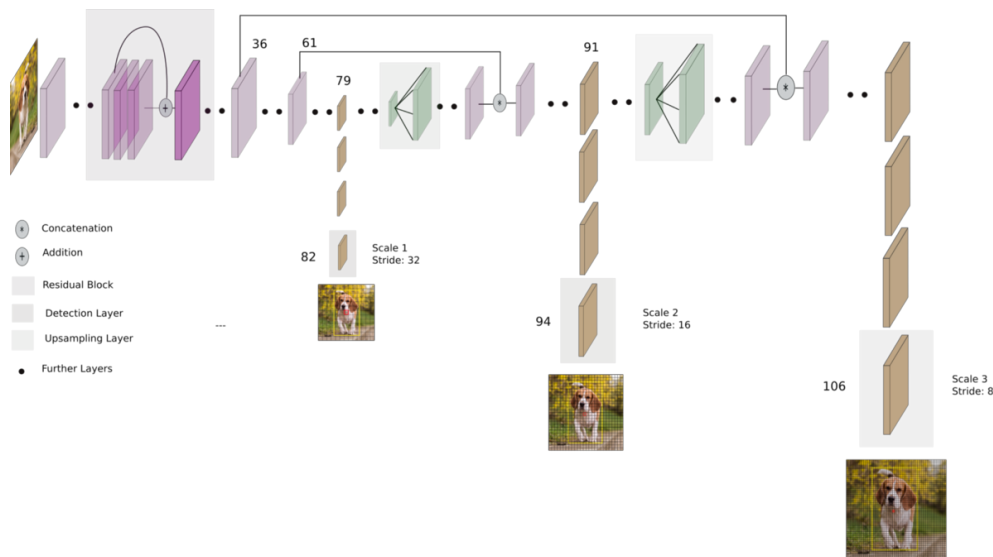 36
61
79
91
Concatenation
Addition
Residual Block
Detection Layer
Upsampling Layer
Further Layers
---
82
Scale 1
Stride: 32
94
Scale 2
Stride: 16
106
Scale 3
Stride: 8